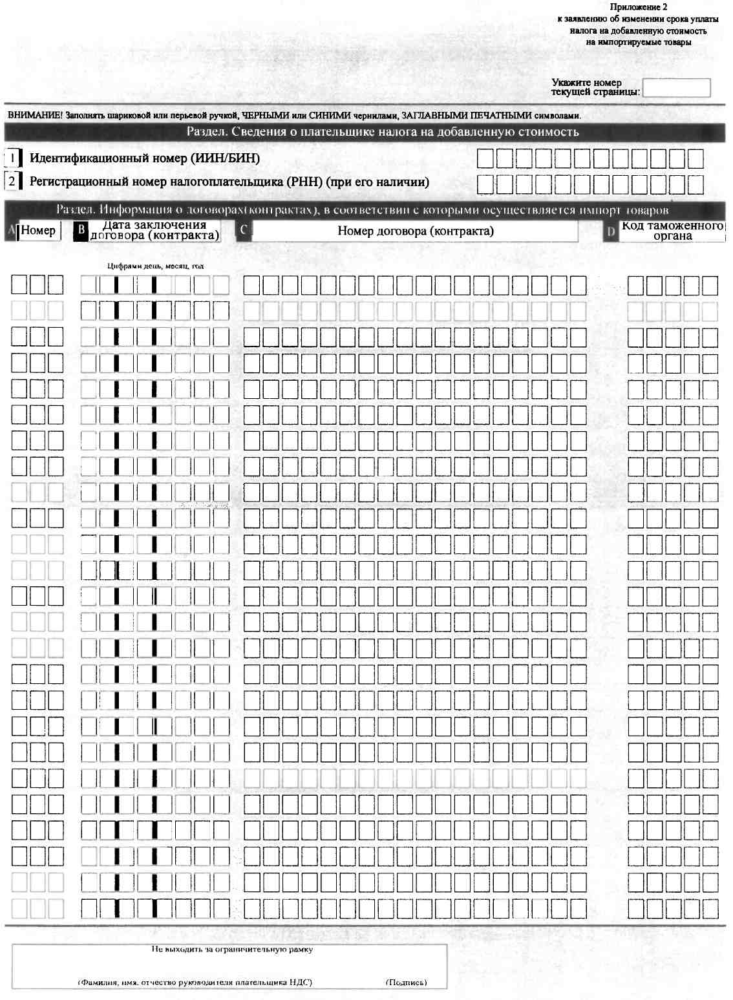 Приложение 2
к заявлению об изменении срока уплаты
налога на добавленную стоимость
на импортируемые товары
Укажите номер
текущей страницы:
ВНИМАНИЕ! Заполнять шариковой или перьевой ручкой, ЧЕРНЫМИ или СИНИМИ чернилами, ЗАГЛАВНЫМИ ПЕЧАТНЫМИ символами.
Раздел. Сведения о плательщике налога на добавленную стоимость
1 Идентификационный номер (ИИН/БИН)
2 Регистрационный номер налогоплательщика (РНН) (при его наличии)
Раздел. Информация о договорах(контрактах), в соответствии с которыми осуществляется импорт товаров
A Номер
B Дата заключения
договора (контракта)
C Номер договора (контракта)
D Код таможенного
органа
Цифрами день, месяц, год
Не выходить за ограничительную рамку
(Фамилия, имя, отчество руководителя плательщика НДС) (Подпись)